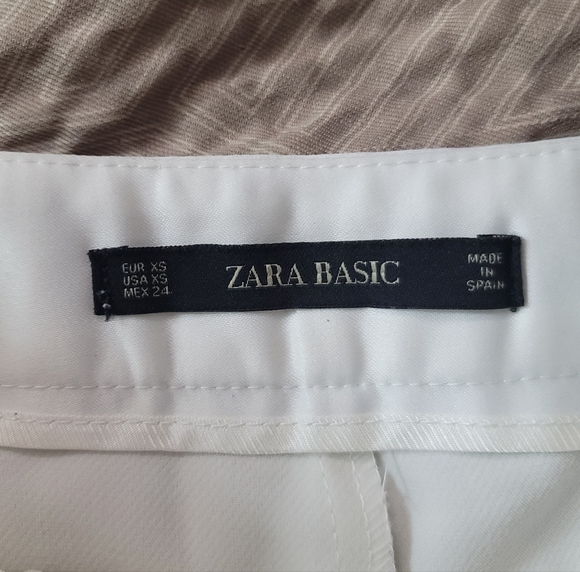 EUR XS
USA XS
MEX 24
ZARA BASIC
MADE
IN
SPAIN